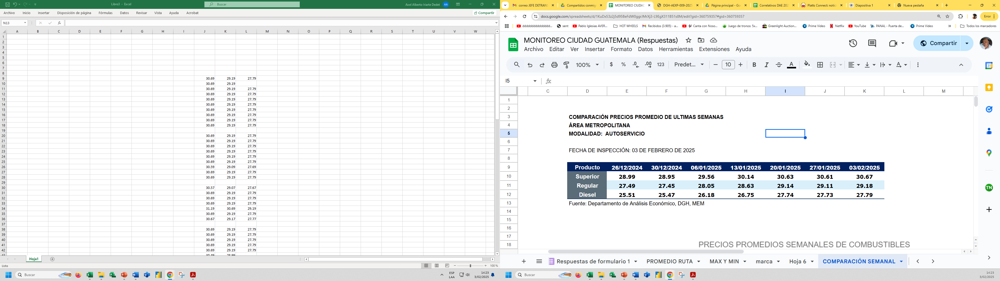 Libro3 - Excel
Buscar
Axel Alberto Iriarte Dedet
AA
Archivo Inicio Insertar Disposición de página Fórmulas Datos Revisar Vista Ayuda Acrobat
Compartir
N13
fx
A B C D E F G H I J K L M N O P Q R S T U V W
1
2
3
4
5
6
7
8
9 30.69 29.19 27.79
10 30.69 29.19
11 30.69 29.19 27.79
12 30.69 29.19 27.79
13 30.69 29.19 27.79
14 30.69 29.19 27.79
15 30.69 29.19 27.79
16 30.69 29.19 27.79
17 30.69 29.19 27.79
18 30.69 29.19 27.79
19
20 30.69 29.19 27.79
21 30.69 29.19 27.79
22 30.69 29.19 27.79
23 30.69 29.19 27.79
24 30.69 29.19 27.79
25 30.69 29.19 27.79
26 30.59 29.09 27.69
27 30.69 29.19 27.79
28 30.69 29.19 27.79
29
30 30.57 29.07 27.67
31 30.69 29.19 27.79
32 30.69 29.19 27.79
33 30.69 29.19 27.79
34 31.19 30.69 29.19
35 30.69 29.19 27.79
36 30.67 29.17 27.77
37
38 30.69 29.19 27.79
39 30.69 29.19 27.79
40 30.69 29.19 27.79
41 30.69 29.19 27.79
42 30.69 29.19 27.79
Hoja1
Listo
100 %
Buscar
ESP
LAA
14:23
3/02/2025
correo JEFE DETRANS
Compartidos conmig
MONITOREO CIUDAD
DGH-AEXP-009-2025
Página principal - Go
Correlativos DAE 202
Platts Connect: notic
Diapositiva 1
Nueva pestaña
docs.google.com/spreadsheets/d/1KuDx53z2j5d95BeFdW0ggrJMrXj3-L9EgX311B51s8M/edit?gid=360759357#gid=360759357
Error
ddddddddddddddd...
sent
Pablo Iglesias AVER...
HOT WHEELS
Recibidos (3.905) - a...
Canta con Noso...
Juego de tronos: 5x...
Greenlight Auction...
Prime Video
Netflix
YouTube
PANAL - Puerta de...
Prime Video
Todos los marcadores
MONITOREO CIUDAD GUATEMALA (Respuestas)
Archivo Editar Ver Insertar Formato Datos Herramientas Extensiones Ayuda
Compartir
100% $ % .0 .00 123 Predet... 10 B I S A
I5
fx
C D E F G H I J K L M
1
2
3 COMPARACIÓN PRECIOS PROMEDIO DE ULTIMAS SEMANAS
4 ÁREA METROPOLITANA
5 MODALIDAD: AUTOSERVICIO
6
7 FECHA DE INSPECCIÓN: 03 DE FEBRERO DE 2025
8
9 Producto 26/12/2024 30/12/2024 06/01/2025 13/01/2025 20/01/2025 27/01/2025 03/02/2025
10 Superior 28.99 28.95 29.56 30.14 30.63 30.61 30.67
11 Regular 27.49 27.45 28.05 28.63 29.14 29.11 29.18
12 Diesel 25.51 25.47 26.18 26.75 27.74 27.73 27.79
13 Fuente: Departamento de Análisis Económico, DGH, MEM
14
15
16
17
18 PRECIOS PROMEDIOS SEMANALES DE COMBUSTIBLES
31
TN
Respuestas de formulario 1 PROMEDIO RUTA MAX Y MIN marca Hoja 6 COMPARACIÓN SEMANAL
Buscar
14:23
3/02/2025